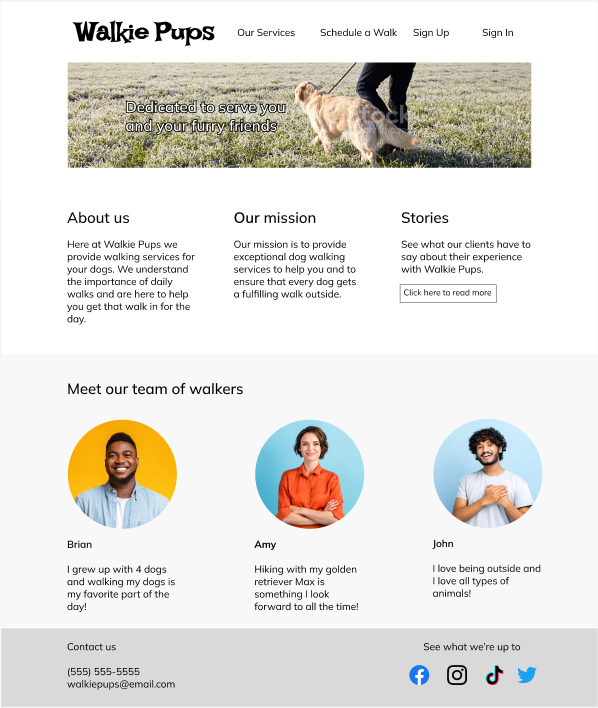 Walkie Pups
Our Services
Schedule a Walk
Sign Up
Sign In
Dedicated to serve you
and your furry friends
About us
Here at Walkie Pups we
provide walking services for
your dogs. We understand
the importance of daily
walks and are here to help
you get that walk in for the
day.
Our mission
Our mission is to provide
exceptional dog walking
services to help you and to
ensure that every dog gets
a fulfilling walk outside.
Stories
See what our clients have to
say about their experience
with Walkie Pups.
Click here to read more
Meet our team of walkers
Brian
I grew up with 4 dogs
and walking my dogs is
my favorite part of the
day!
Amy
Hiking with my golden
retriever Max is
something I look
forward to all the time!
John
I love being outside and
I love all types of
animals!
Contact us
(555) 555-5555
walkiepups@email.com
See what we're up to